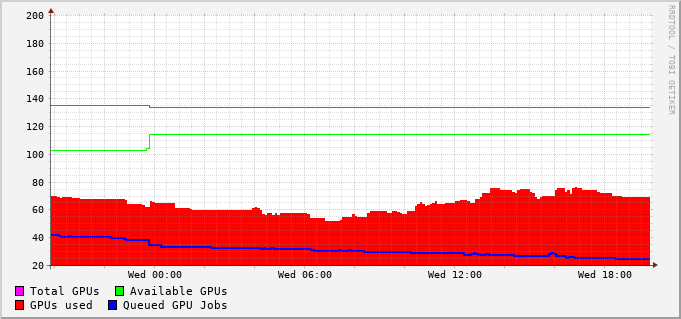 200
180
160
140
120
100
80
60
40
20
Wed 00:00 Wed 06:00 Wed 12:00 Wed 18:00
Total GPUs Available GPUs
GPUs used Queued GPU Jobs
RRDTOOL / TOBI OETIKER